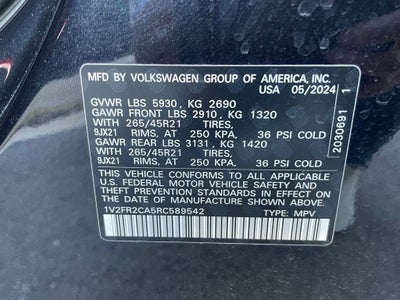 MFD. BY VOLKSWAGEN GROUP OF AMERICA, INC.
USA 05/2024
GVWR LBS 5930, KG 2690
GAWR FRONT LBS 2910, KG 1320
WITH: 265/45R21 TIRES,
9JX21 RIMS, AT 250 KPA, 36 PSI COLD
GAWR REAR LBS 3131, KG 1420
WITH: 265/45R21 TIRES,
9JX21 RIMS, AT 250 KPA, 36 PSI COLD
THIS VEHICLE CONFORMS TO ALL APPLICABLE
U.S. FEDERAL MOTOR VEHICLE SAFETY AND
THEFT PREVENTION STANDARDS IN EFFECT ON THE
DATE OF MANUFACTURE SHOWN ABOVE.
1V2FR2CA5RC589542 TYPE: MPV
2030691 1